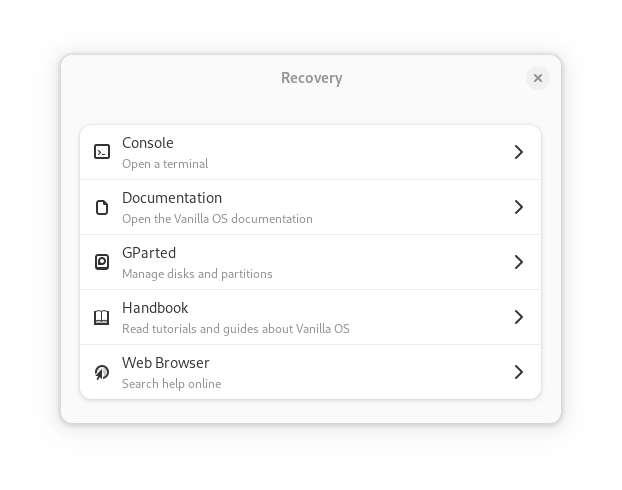 Recovery
Console
Open a terminal
Documentation
Open the Vanilla OS documentation
GParted
Manage disks and partitions
Handbook
Read tutorials and guides about Vanilla OS
Web Browser
Search help online